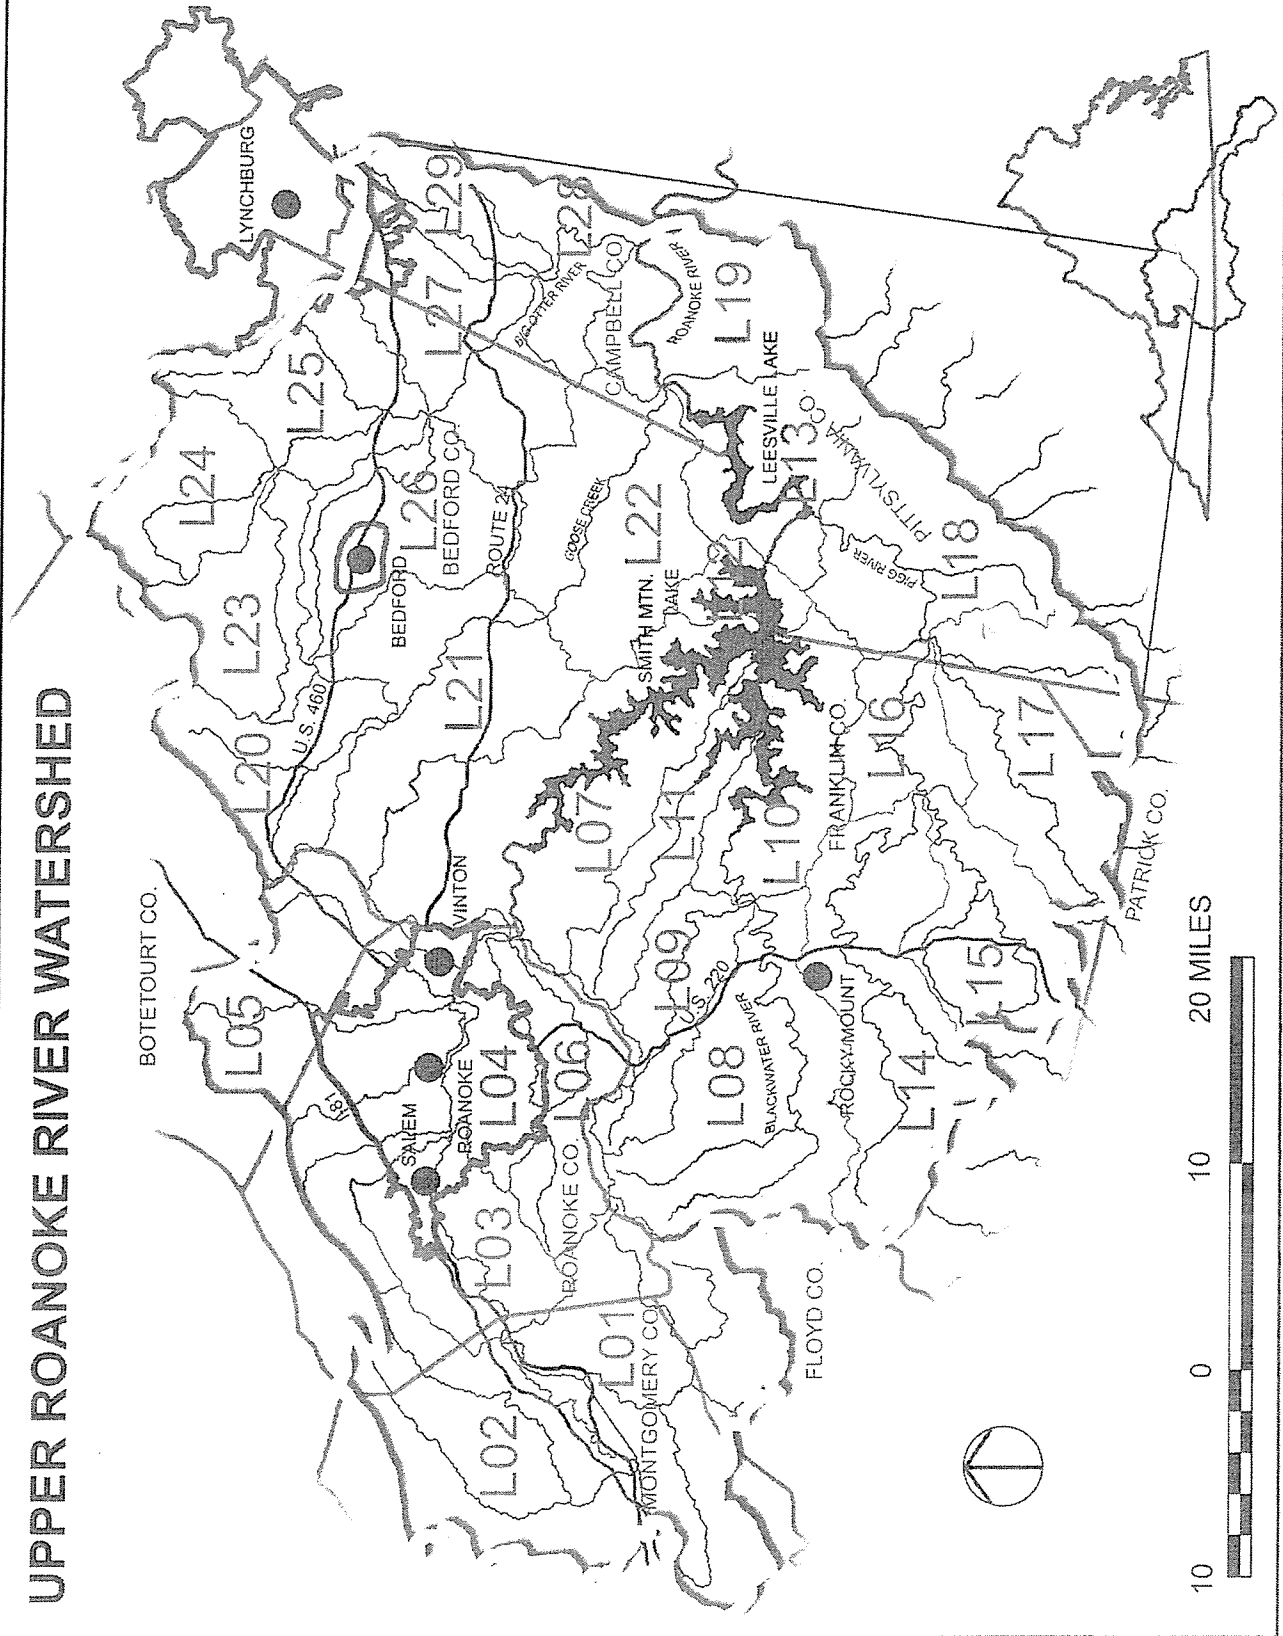 UPPER ROANOKE RIVER WATERSHED
BOTETOURT CO.
LYNCHBURG
L24
L25
L23
L20
L05
U.S. 460
I-81
BEDFORD
L26
BEDFORD CO.
L27
L29
L21
ROUTE 24
VINTON
SALEM
ROANOKE
L04
L03
L02
L06
ROANOKE CO.
L01
MONTGOMERY CO.
BIG OTTER RIVER
L28
CAMPBELL CO.
GOOSE CREEK
L22
ROANOKE RIVER
L19
SMITH MTN.
LAKE
L12
LEESVILLE LAKE
L13
L07
L11
L10
L09
U.S. 220
L08
BLACKWATER RIVER
ROCKY MOUNT
FRANKLIN CO.
L16
PIGG RIVER
PITTSYLVANIA CO.
L18
L17
L15
L14
FLOYD CO.
PATRICK CO.
10
0
10
20 MILES